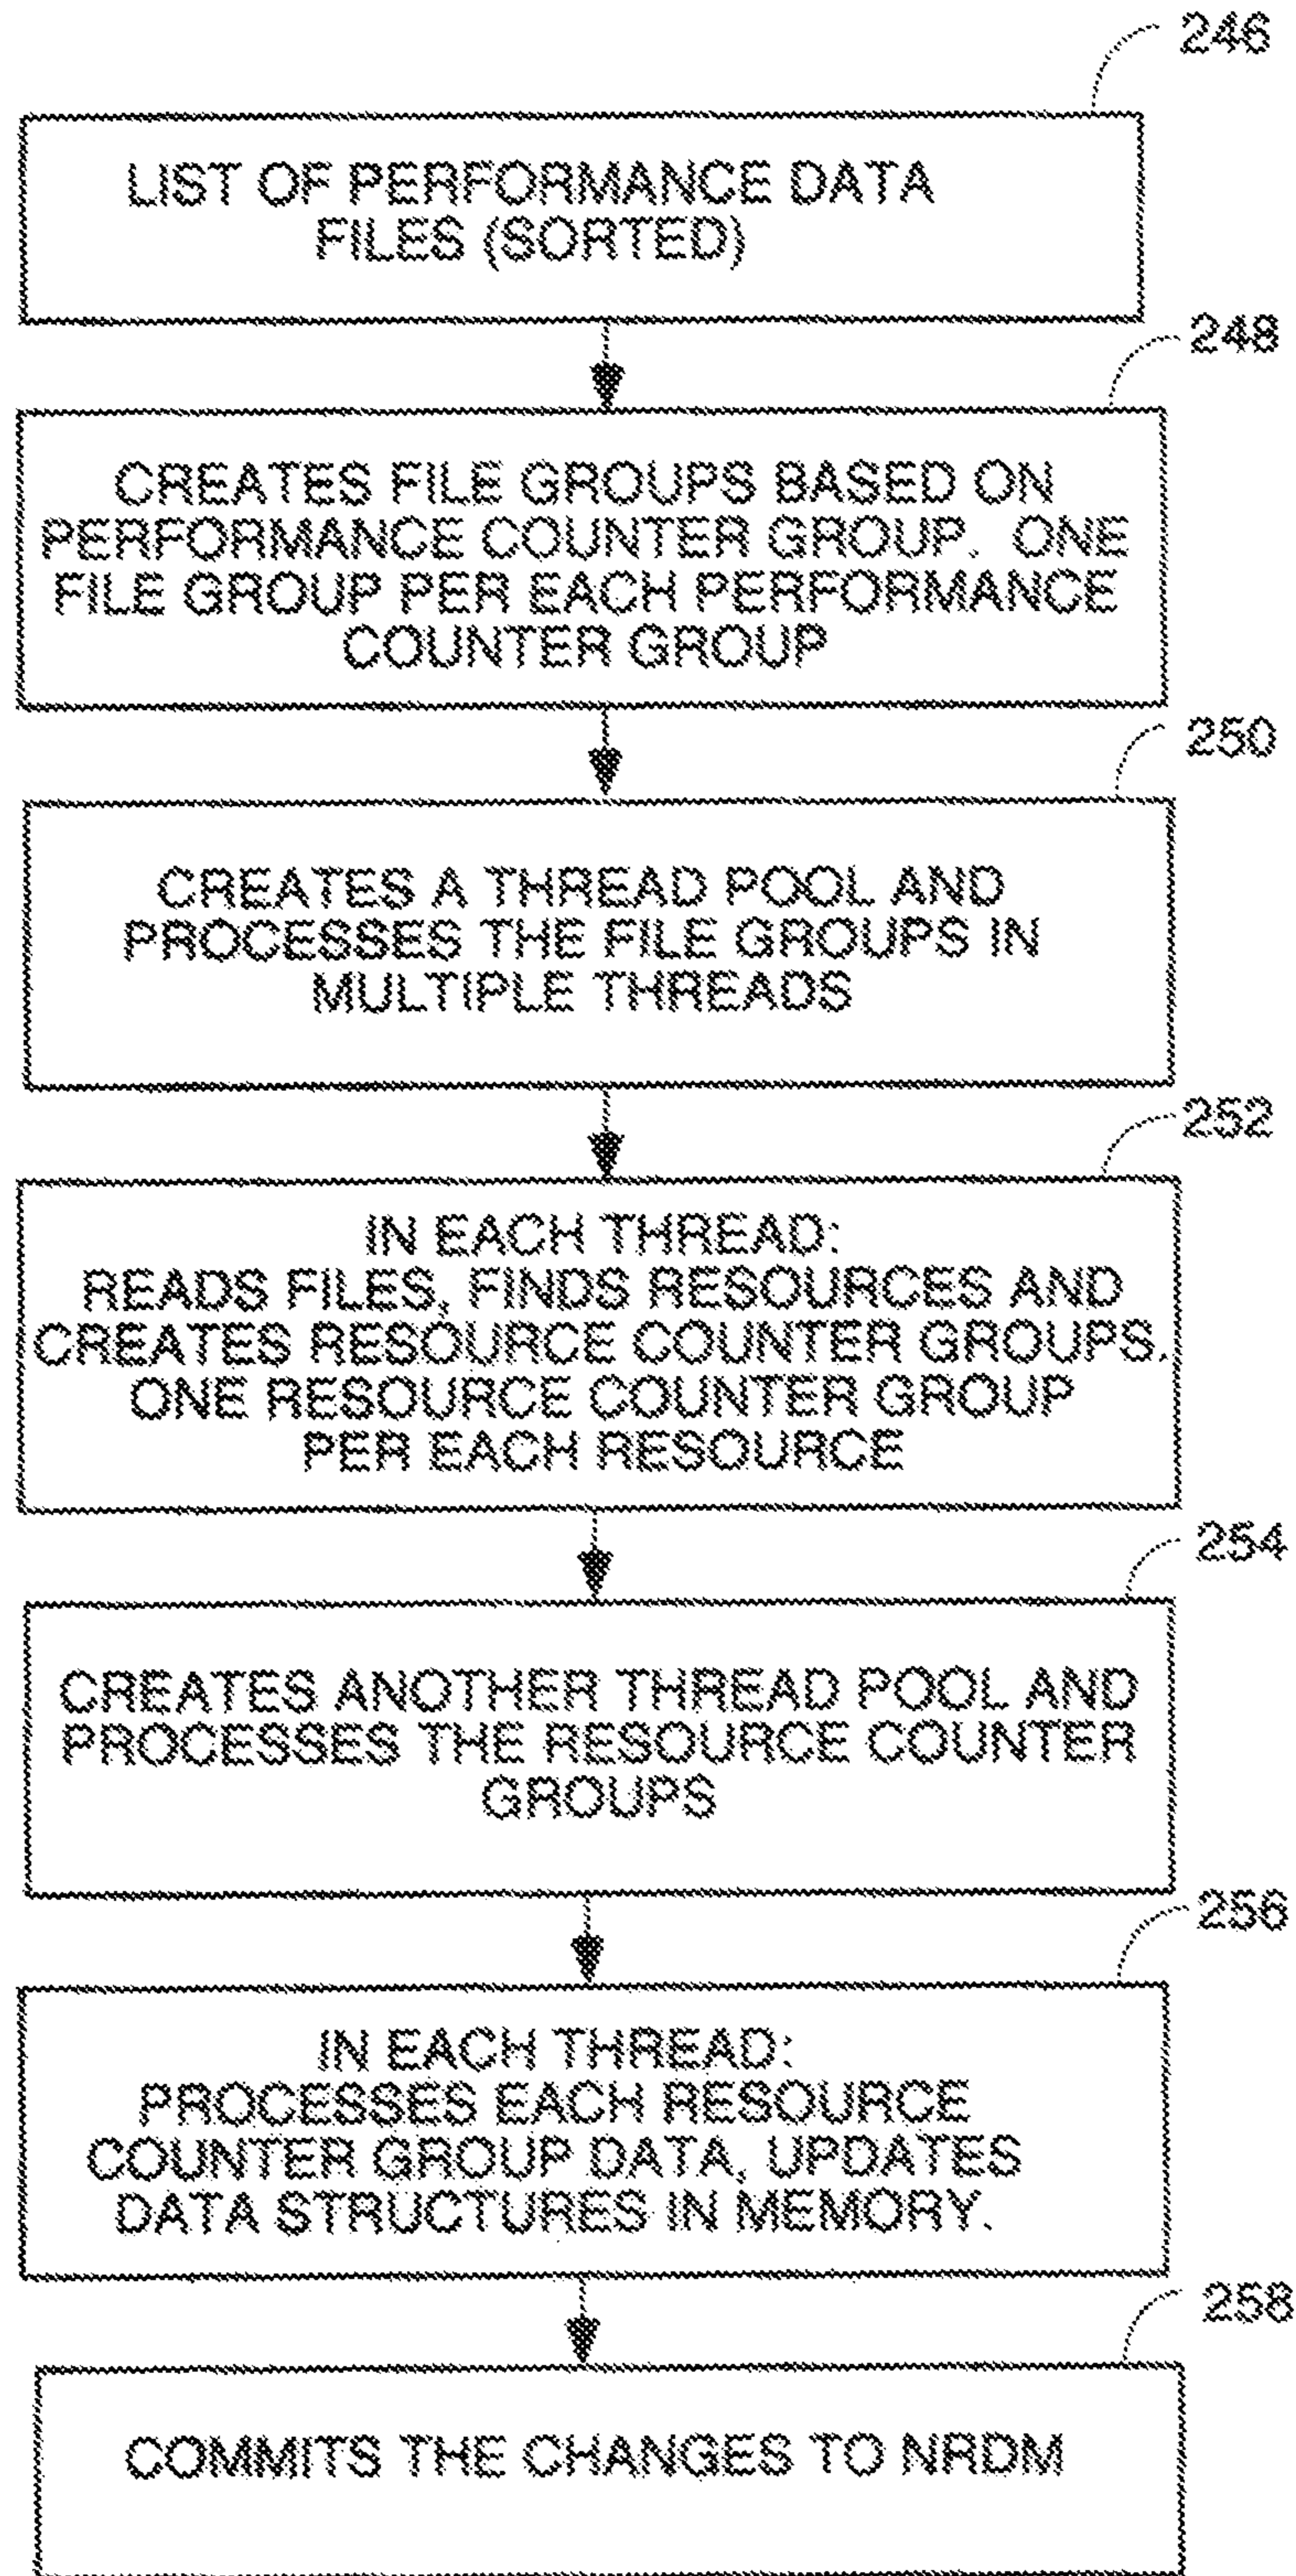 246
LIST OF PERFORMANCE DATA
FILES (SORTED)
248
CREATES FILE GROUPS BASED ON
PERFORMANCE COUNTER GROUP. ONE
FILE GROUP PER EACH PERFORMANCE
COUNTER GROUP
250
CREATES A THREAD POOL AND
PROCESSES THE FILE GROUPS IN
MULTIPLE THREADS
252
IN EACH THREAD:
READS FILES, FINDS RESOURCES AND
CREATES RESOURCE COUNTER GROUPS.
ONE RESOURCE COUNTER GROUP
PER EACH RESOURCE
254
CREATES ANOTHER THREAD POOL AND
PROCESSES THE RESOURCE COUNTER
GROUPS
256
IN EACH THREAD:
PROCESSES EACH RESOURCE
COUNTER GROUP DATA, UPDATES
DATA STRUCTURES IN MEMORY.
258
COMMITS THE CHANGES TO NRDM